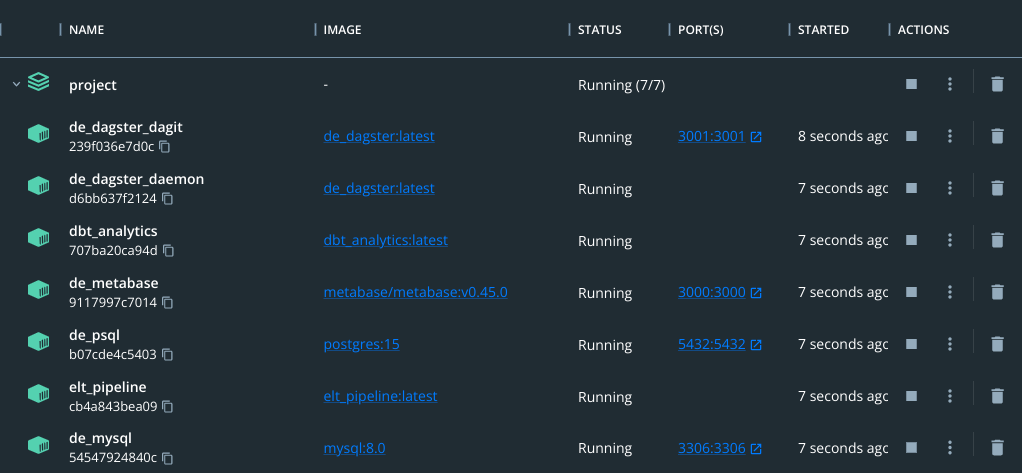 NAME IMAGE STATUS PORT(S) STARTED ACTIONS
project - Running (7/7)
de_dagster_dagit
239f036e7d0c
de_dagster:latest Running 3001:3001 8 seconds agc
de_dagster_daemon
d6bb637f2124
de_dagster:latest Running 7 seconds agc
dbt_analytics
707ba20ca94d
dbt_analytics:latest Running 7 seconds agc
de_metabase
9117997c7014
metabase/metabase:v0.45.0 Running 3000:3000 7 seconds agc
de_psql
b07cde4c5403
postgres:15 Running 5432:5432 7 seconds agc
elt_pipeline
cb4a843bea09
elt_pipeline:latest Running 7 seconds agc
de_mysql
54547924840c
mysql:8.0 Running 3306:3306 7 seconds agc